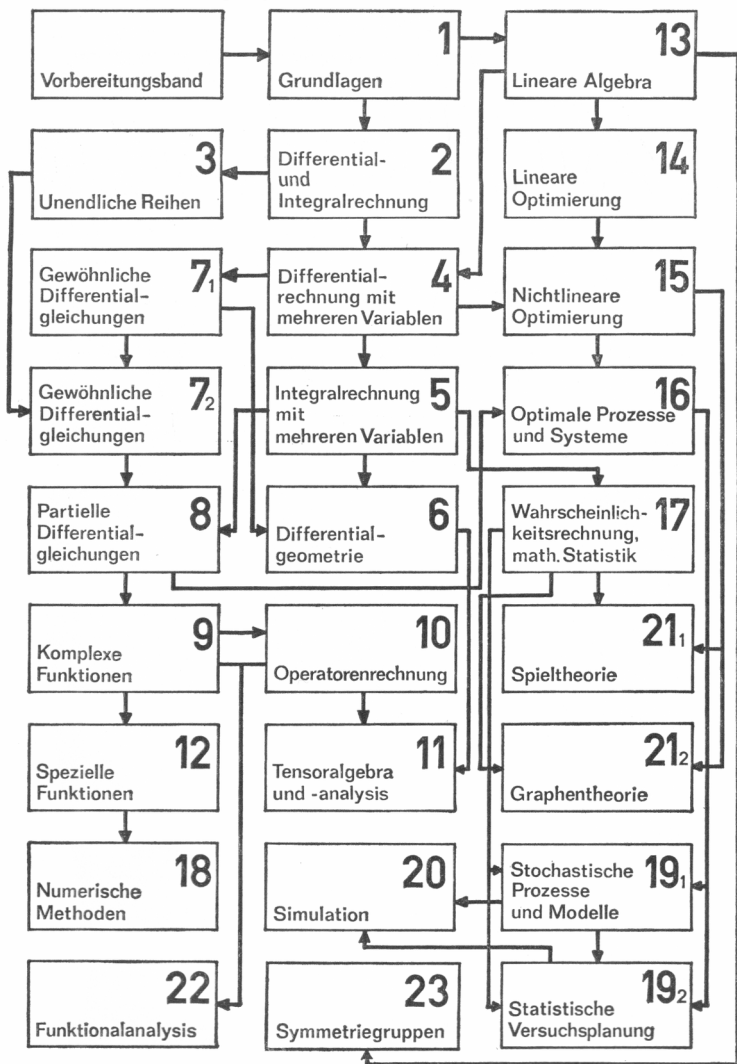 Vorbereitungsband
1
Grundlagen
13
Lineare Algebra
3
Unendliche Reihen
2
Differential-
und
Integralrechnung
14
Lineare
Optimierung
7₁
Gewöhnliche
Differential-
gleichungen
4
Differential-
rechnung mit
mehreren Variablen
15
Nichtlineare
Optimierung
7₂
Gewöhnliche
Differential-
gleichungen
5
Integralrechnung
mit
mehreren Variablen
16
Optimale Prozesse
und Systeme
8
Partielle
Differential-
gleichungen
6
Differential-
geometrie
17
Wahrscheinlich-
keitsrechnung,
math. Statistik
9
Komplexe
Funktionen
10
Operatorenrechnung
21₁
Spieltheorie
12
Spezielle
Funktionen
11
Tensoralgebra
und -analysis
21₂
Graphentheorie
18
Numerische
Methoden
20
Simulation
19₁
Stochastische
Prozesse
und Modelle
22
Funktionalanalysis
23
Symmetriegruppen
19₂
Statistische
Versuchsplanung